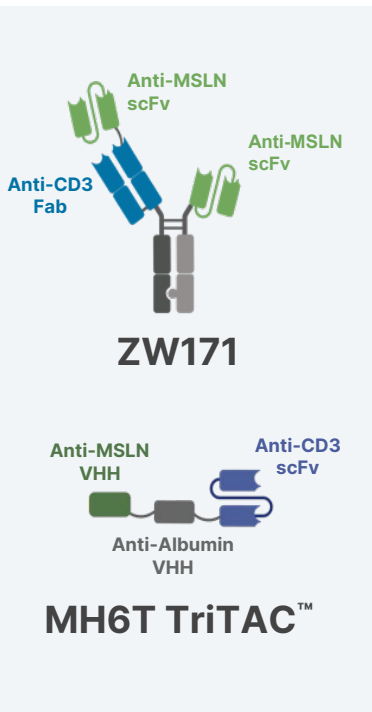 Anti-MSLN
scFv
Anti-MSLN
scFv
Anti-CD3
Fab
ZW171
Anti-MSLN
VHH
Anti-CD3
scFv
Anti-Albumin
VHH
MH6T TriTAC™